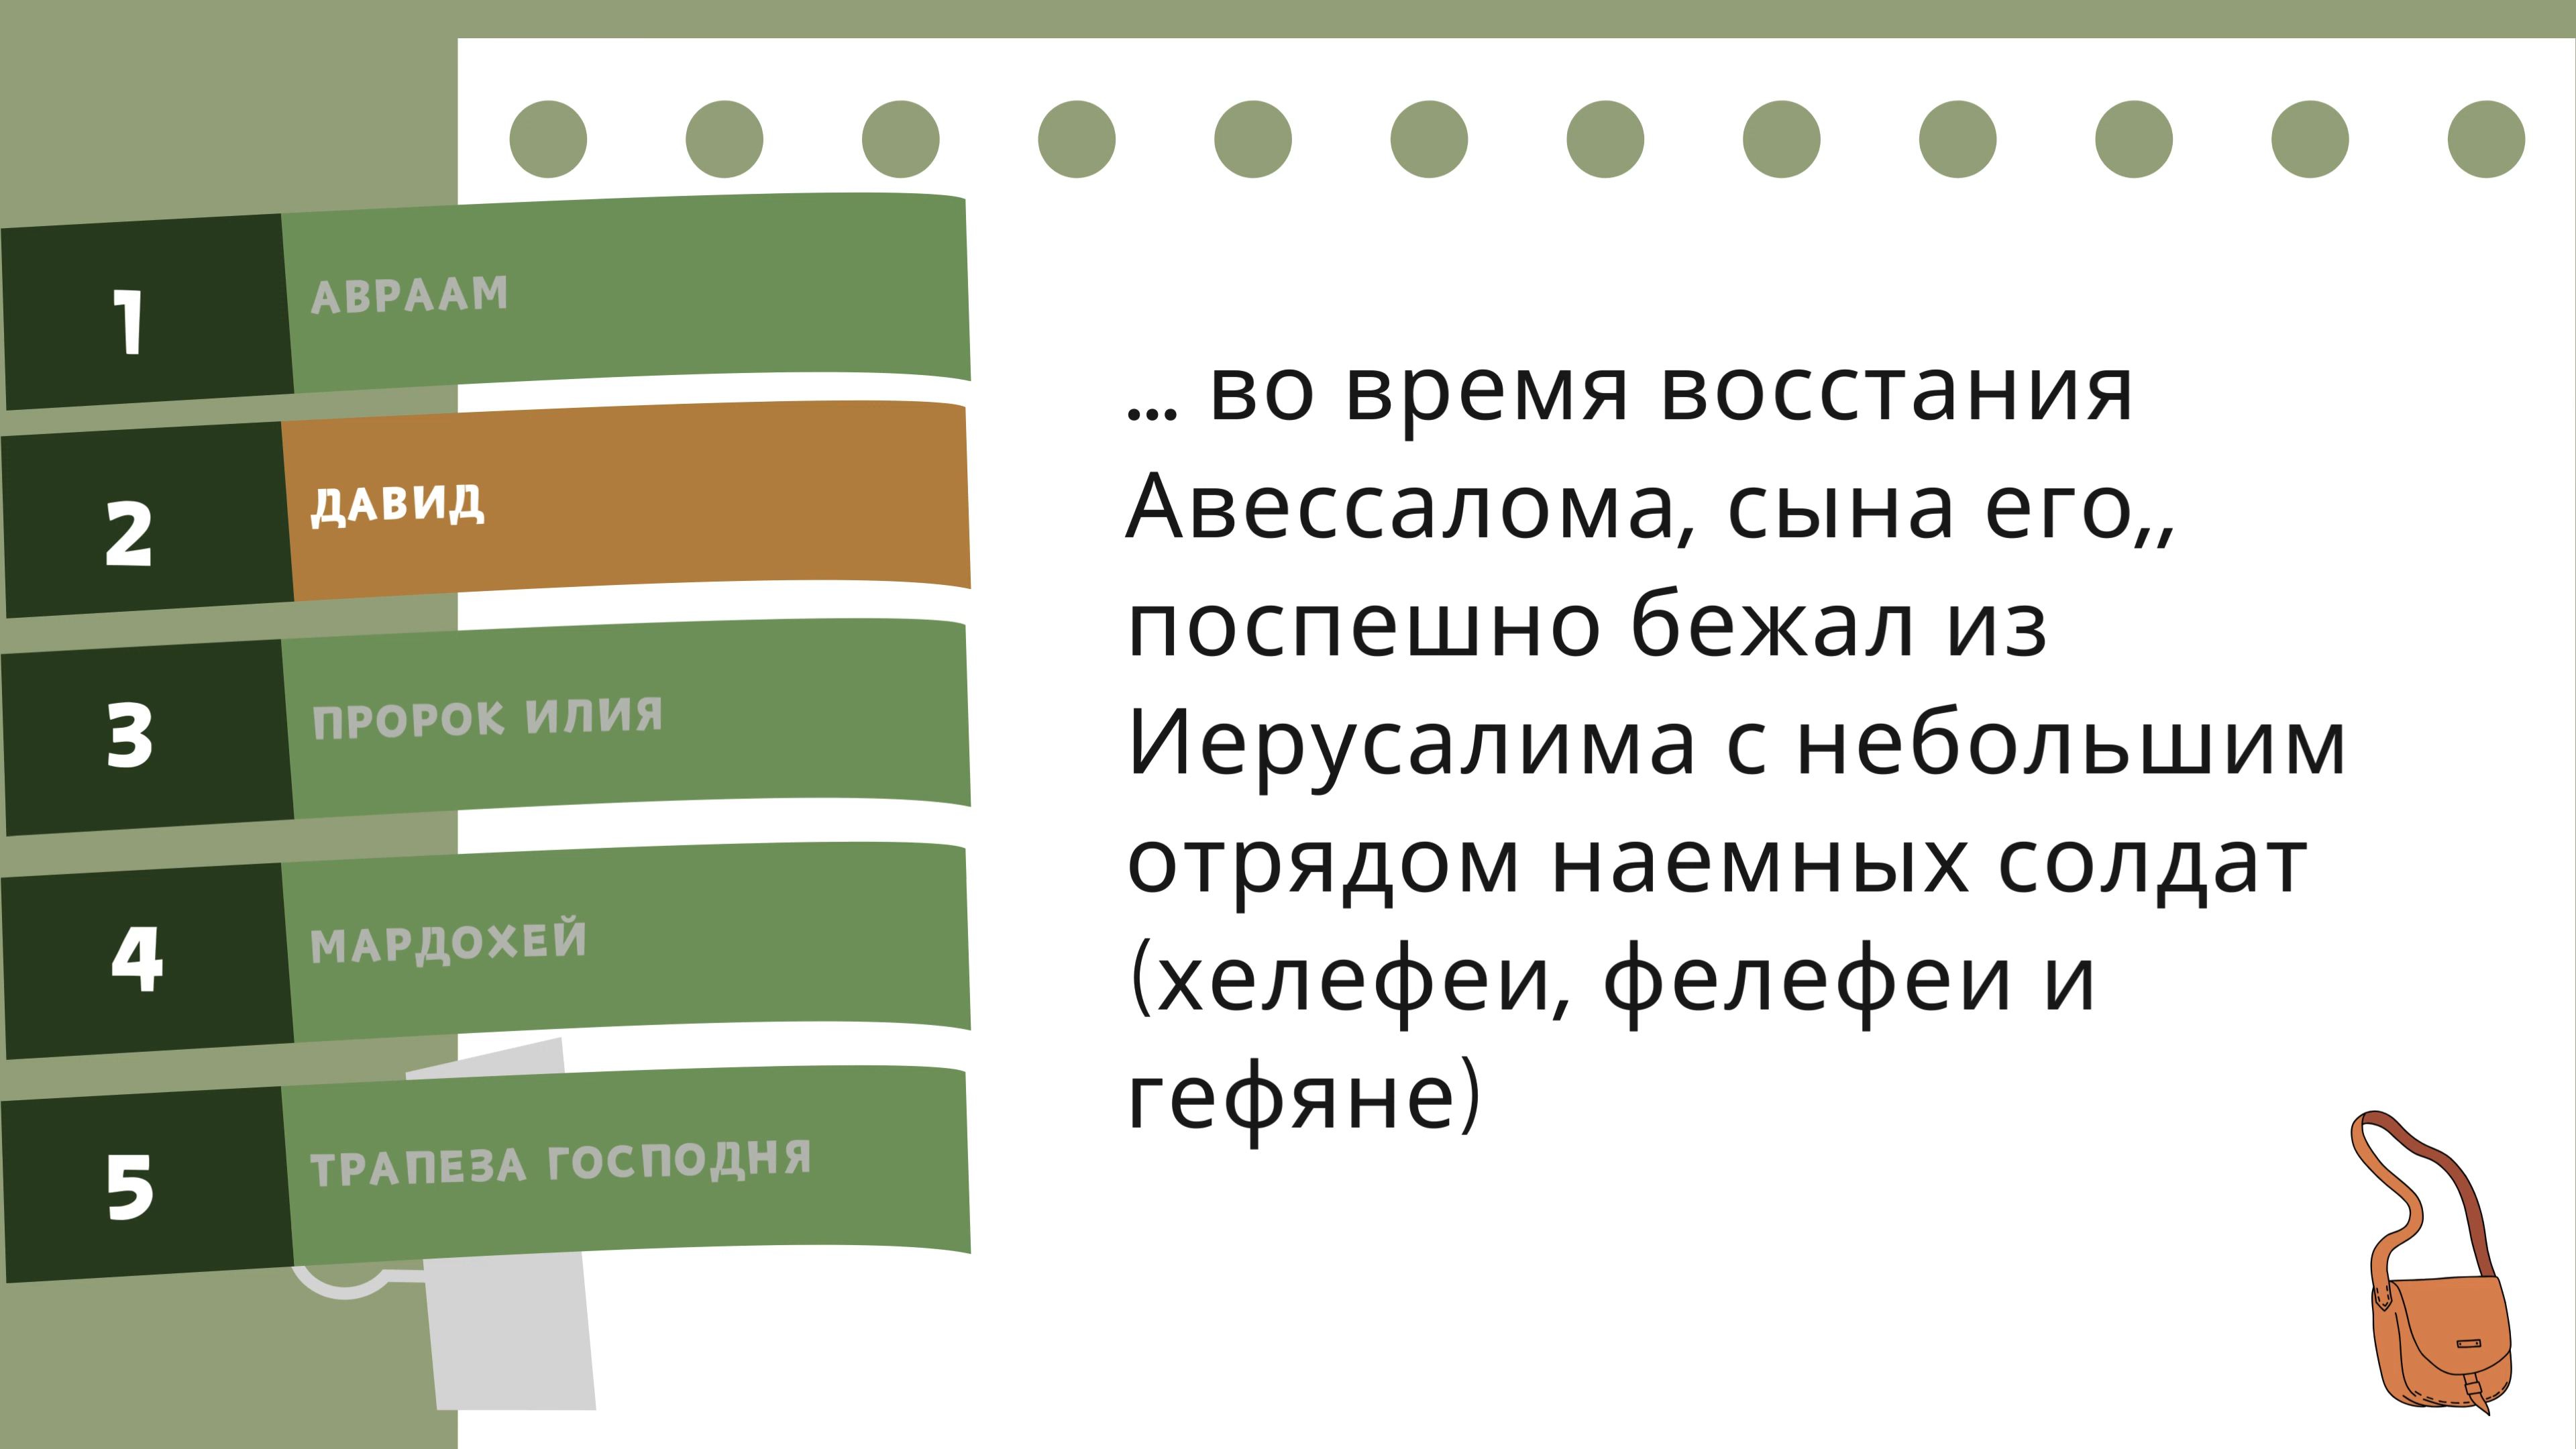 1
АВРААМ
2
ДАВИД
3
ПРОРОК ИЛИЯ
4
МАРДОХЕЙ
5
ТРАПЕЗА ГОСПОДНЯ
... во время восстания
Авессалома, сына его,,
поспешно бежал из
Иерусалима с небольшим
отрядом наемных солдат
(хелефеи, фелефеи и
гефяне)